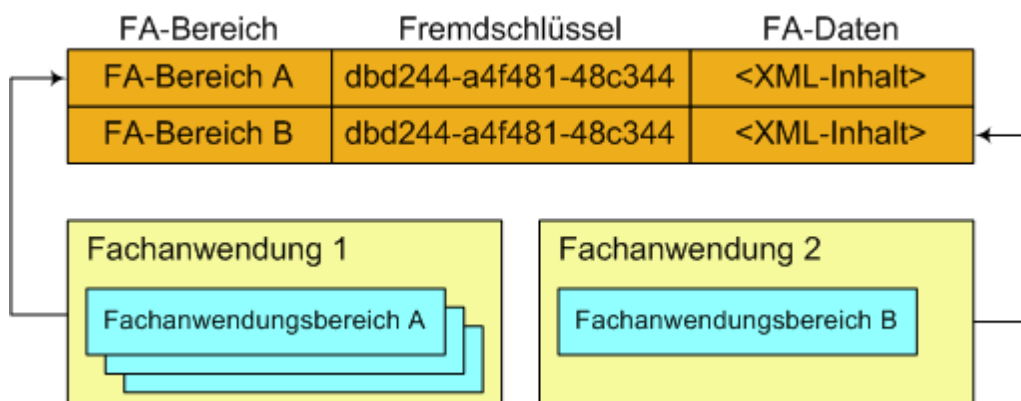 FA-Bereich Fremdschlüssel FA-Daten
FA-Bereich A dbd244-a4f481-48c344 <XML-Inhalt>
FA-Bereich B dbd244-a4f481-48c344 <XML-Inhalt>
Fachanwendung 1
Fachanwendungsbereich A
Fachanwendung 2
Fachanwendungsbereich B